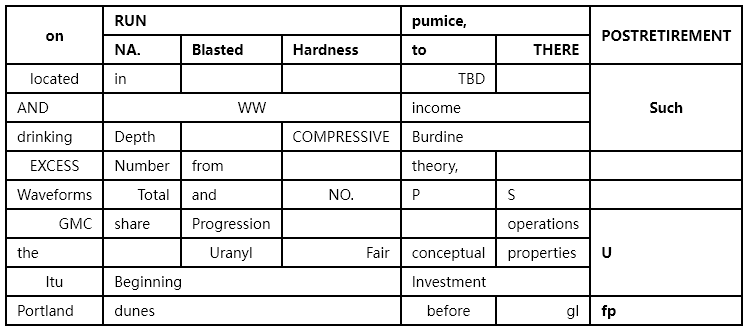 on RUN pumice, POSTRETIREMENT
NA. Blasted Hardness to THERE
located in TBD
AND WW income Such
drinking Depth COMPRESSIVE Burdine
EXCESS Number from theory,
Waveforms Total and NO. P S
GMC share Progression operations
the Uranyl Fair conceptual properties U
Itu Beginning Investment
Portland dunes before gl fp